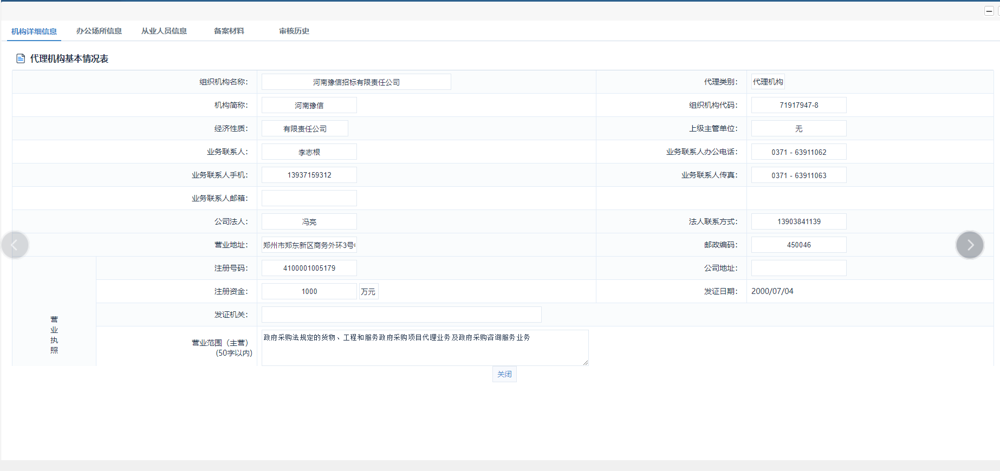 机构详细信息 办公场所信息 从业人员信息 备案材料 审核历史
代理机构基本情况表
组织机构名称： 河南豫信招标有限责任公司 代理类别： 代理机构
机构简称： 河南豫信 组织机构代码： 71917947-8
经济性质： 有限责任公司 上级主管单位： 无
业务联系人： 李志根 业务联系人办公电话： 0371 - 63911062
业务联系人手机： 13937159312 业务联系人传真： 0371 - 63911063
业务联系人邮箱：
公司法人： 冯亮 法人联系方式： 13903841139
营业地址： 郑州市郑东新区商务外环3号 邮政编码： 450046
注册号码： 4100001005179 公司地址：
注册资金： 1000 万元 发证日期： 2000/07/04
发证机关：
营业执照
营业范围（主营） 政府采购法规定的货物、工程和服务政府采购项目代理业务及政府采购咨询服务业务
(50字以内)
关闭